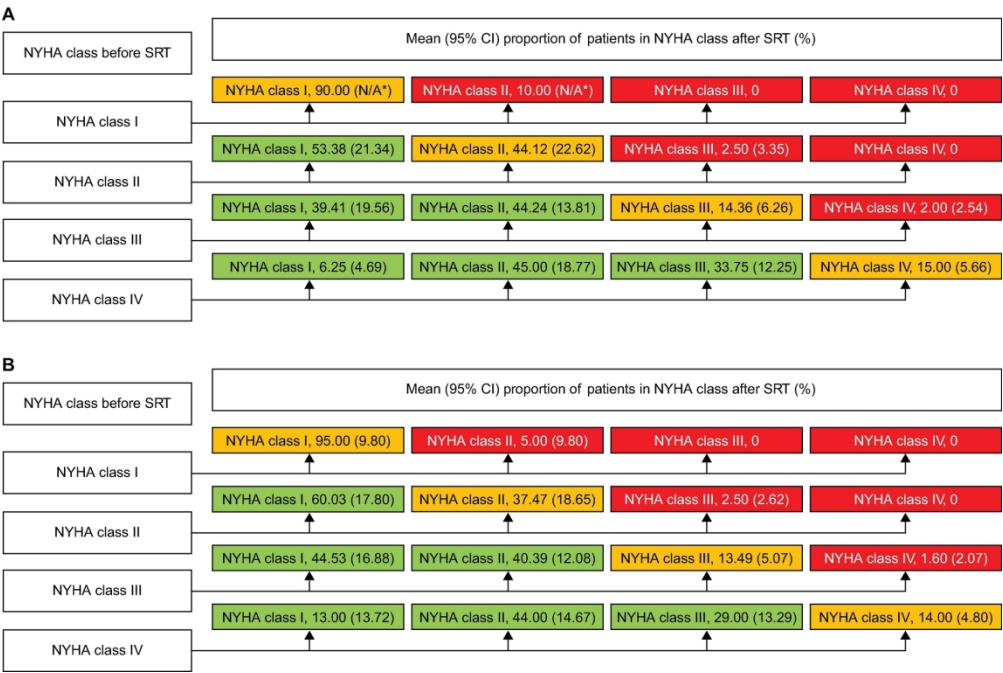 A
NYHA class before SRT
Mean (95% CI) proportion of patients in NYHA class after SRT (%)
NYHA class I, 90.00 (N/A*)
NYHA class II, 10.00 (N/A*)
NYHA class III, 0
NYHA class IV, 0
NYHA class I
NYHA class I, 53.38 (21.34)
NYHA class II, 44.12 (22.62)
NYHA class III, 2.50 (3.35)
NYHA class IV, 0
NYHA class II
NYHA class I, 39.41 (19.56)
NYHA class II, 44.24 (13.81)
NYHA class III, 14.36 (6.26)
NYHA class IV, 2.00 (2.54)
NYHA class III
NYHA class I, 6.25 (4.69)
NYHA class II, 45.00 (18.77)
NYHA class III, 33.75 (12.25)
NYHA class IV, 15.00 (5.66)
NYHA class IV
B
NYHA class before SRT
Mean (95% CI) proportion of patients in NYHA class after SRT (%)
NYHA class I, 95.00 (9.80)
NYHA class II, 5.00 (9.80)
NYHA class III, 0
NYHA class IV, 0
NYHA class I
NYHA class I, 60.03 (17.80)
NYHA class II, 37.47 (18.65)
NYHA class III, 2.50 (2.62)
NYHA class IV, 0
NYHA class II
NYHA class I, 44.53 (16.88)
NYHA class II, 40.39 (12.08)
NYHA class III, 13.49 (5.07)
NYHA class IV, 1.60 (2.07)
NYHA class III
NYHA class I, 13.00 (13.72)
NYHA class II, 44.00 (14.67)
NYHA class III, 29.00 (13.29)
NYHA class IV, 14.00 (4.80)
NYHA class IV